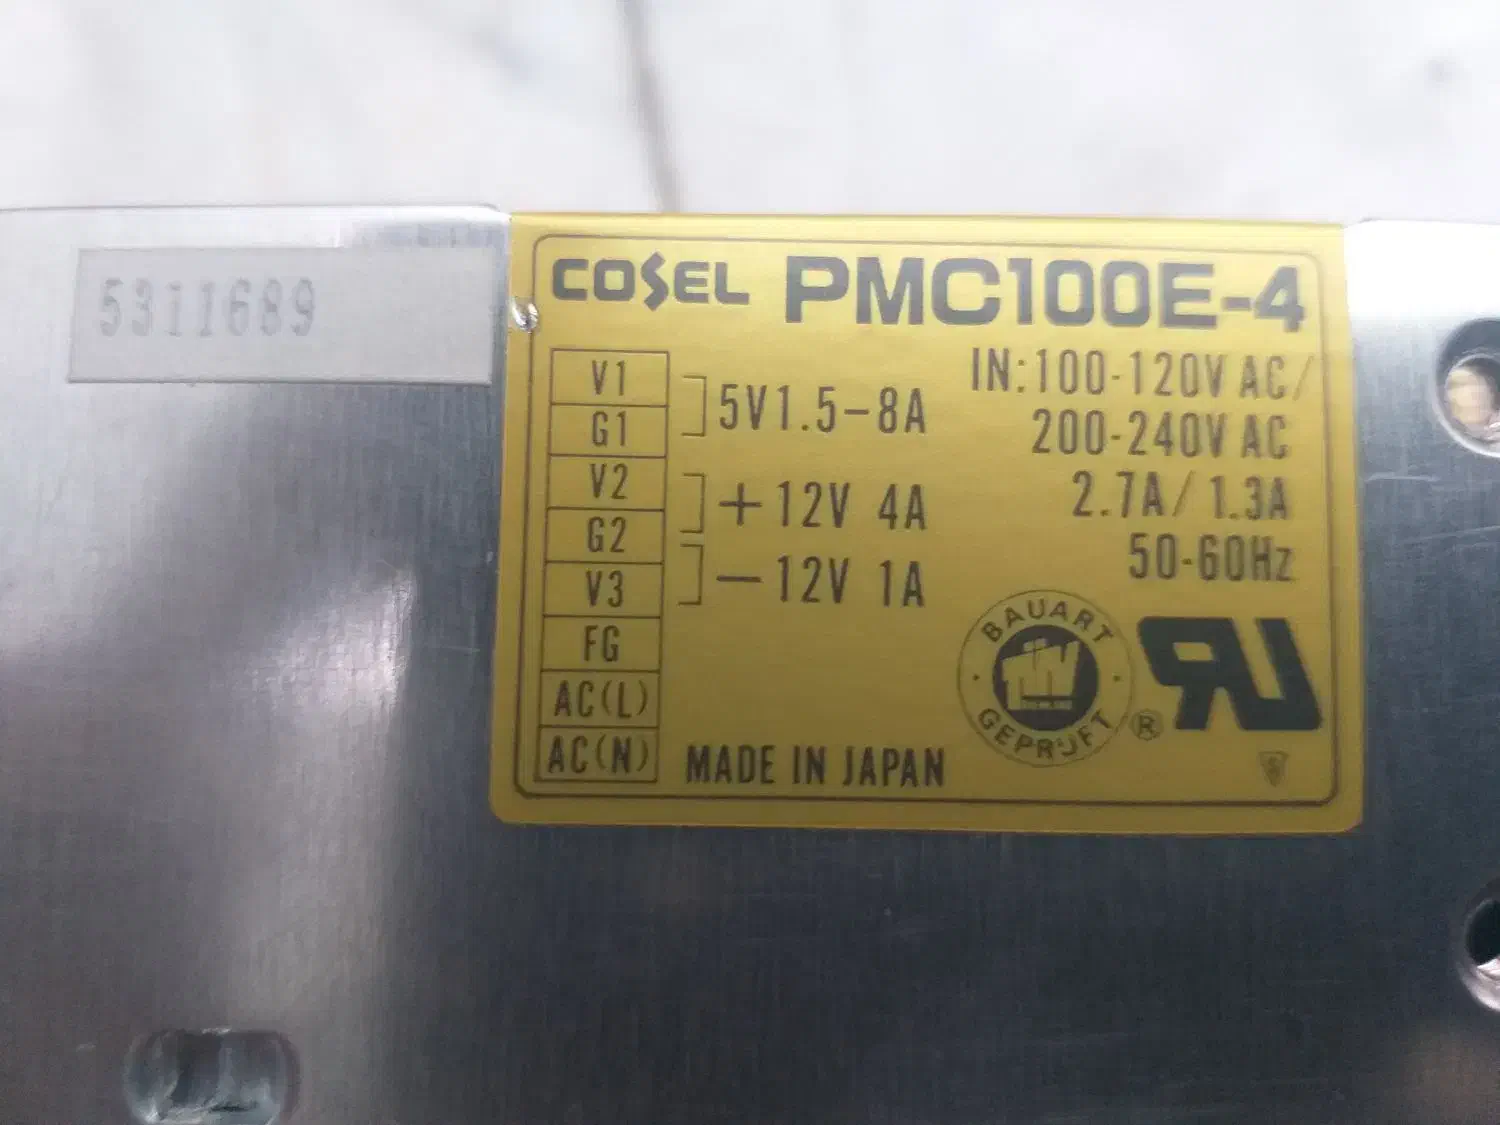 5311689
COSEL PMC100E-4
V1
G1
5V1.5-8A
V2
G2
+12V 4A
V3
-12V 1A
FG
AC(L)
AC(N)
IN:100-120V AC/
200-240V AC
2.7A/1.3A
50-60Hz
BAUART
TÜV
GEPRÜFT
®
MADE IN JAPAN